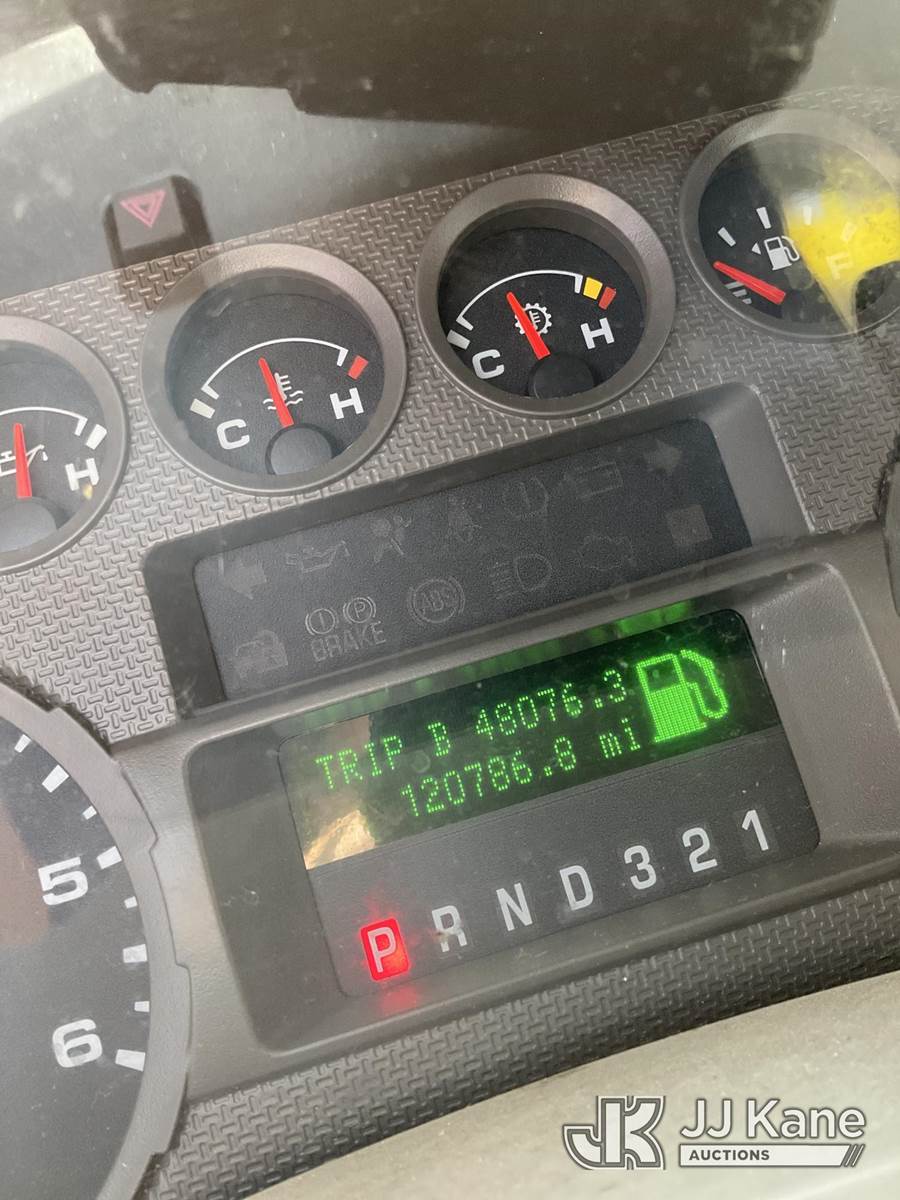 C H
C H
H
F
ABS
BRAKE
TRIP B 48076.3
120786.8 mi
P R N D 3 2 1
5
6
JJ Kane
AUCTIONS